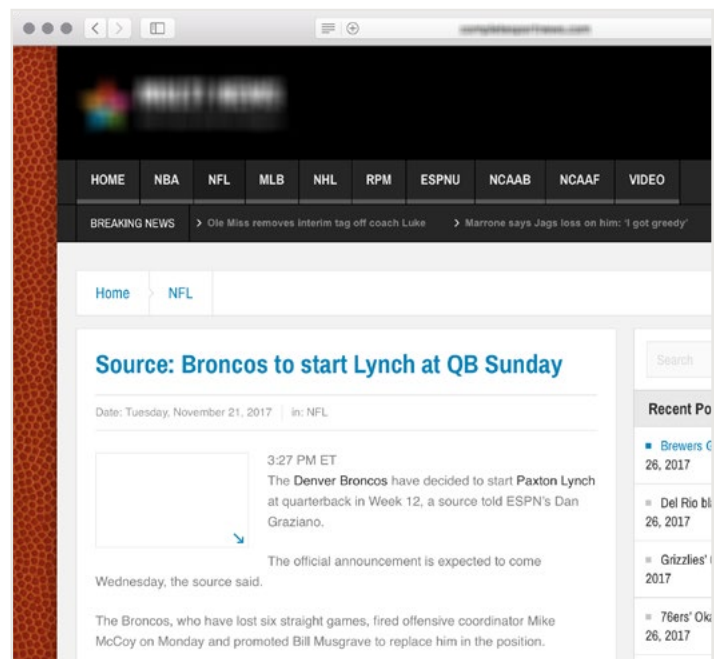 HOME NBA NFL MLB NHL RPM ESPNU NCAAB NCAAF VIDEO
BREAKING NEWS > Ole Miss removes interim tag off coach Luke > Marrone says Jags loss on him: 'I got greedy'
Home > NFL
Source: Broncos to start Lynch at QB Sunday
Date: Tuesday, November 21, 2017 | in: NFL
3:27 PM ET
The Denver Broncos have decided to start Paxton Lynch
at quarterback in Week 12, a source told ESPN's Dan
Graziano.
The official announcement is expected to come
Wednesday, the source said.
The Broncos, who have lost six straight games, fired offensive coordinator Mike
McCoy on Monday and promoted Bill Musgrave to replace him in the position.
Search
Recent Po
Brewers G
26, 2017
Del Rio bl
26, 2017
Grizzlies'
2017
76ers' Oka
26, 2017